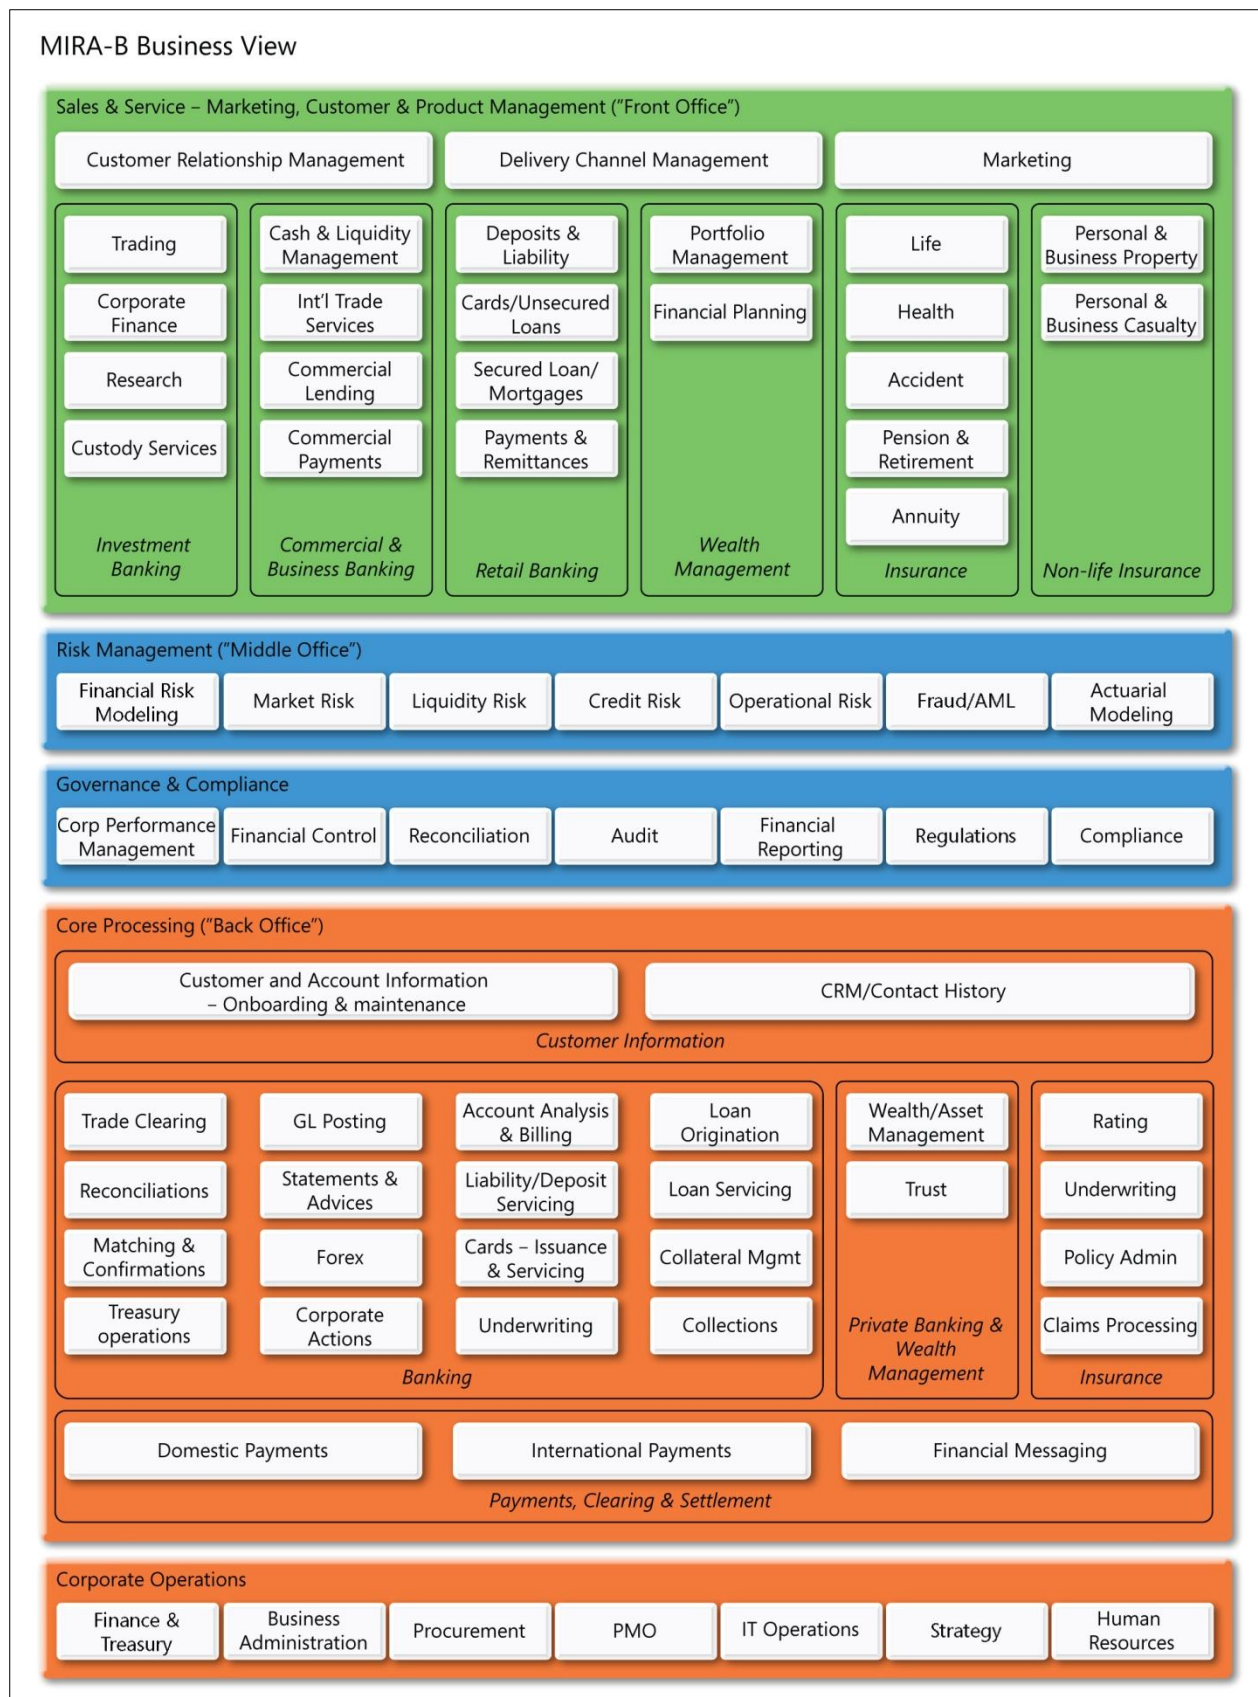 MIRA-B Business View
Sales & Service – Marketing, Customer & Product Management ("Front Office")
Customer Relationship Management
Delivery Channel Management
Marketing
Trading
Corporate
Finance
Research
Custody Services
Investment
Banking
Cash & Liquidity
Management
Int'l Trade
Services
Commercial
Lending
Commercial
Payments
Commercial &
Business Banking
Deposits &
Liability
Cards/Unsecured
Loans
Secured Loan/
Mortgages
Payments &
Remittances
Retail Banking
Portfolio
Management
Financial Planning
Wealth
Management
Life
Health
Accident
Pension &
Retirement
Annuity
Insurance
Personal &
Business Property
Personal &
Business Casualty
Non-life Insurance
Risk Management ("Middle Office")
Financial Risk
Modeling
Market Risk
Liquidity Risk
Credit Risk
Operational Risk
Fraud/AML
Actuarial
Modeling
Governance & Compliance
Corp Performance
Management
Financial Control
Reconciliation
Audit
Financial
Reporting
Regulations
Compliance
Core Processing ("Back Office")
Customer and Account Information
– Onboarding & maintenance
CRM/Contact History
Customer Information
Trade Clearing
Reconciliations
Matching &
Confirmations
Treasury
operations
GL Posting
Statements &
Advices
Forex
Corporate
Actions
Account Analysis
& Billing
Liability/Deposit
Servicing
Cards – Issuance
& Servicing
Underwriting
Loan
Origination
Loan Servicing
Collateral Mgmt
Collections
Banking
Wealth/Asset
Management
Trust
Private Banking &
Wealth
Management
Rating
Underwriting
Policy Admin
Claims Processing
Insurance
Domestic Payments
International Payments
Financial Messaging
Payments, Clearing & Settlement
Corporate Operations
Finance &
Treasury
Business
Administration
Procurement
PMO
IT Operations
Strategy
Human
Resources